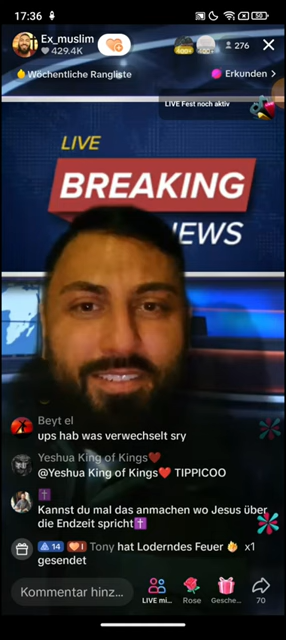 17:36
50
Ex_muslim
429.4K
400+
276
Wöchentliche Rangliste
Erkunden >
LIVE Fest noch aktiv
LIVE
BREAKING
NEWS
Beyt el
ups hab was verwechselt sry
Yeshua King of Kings❤️
@Yeshua King of Kings❤️ TIPPICOO
✝️
Kannst du mal das anmachen wo Jesus über
die Endzeit spricht✝️
14 1 Tony hat Loderndes Feuer x1
gesendet
Kommentar hinz...
LIVE mi...
Rose
Gesche...
70